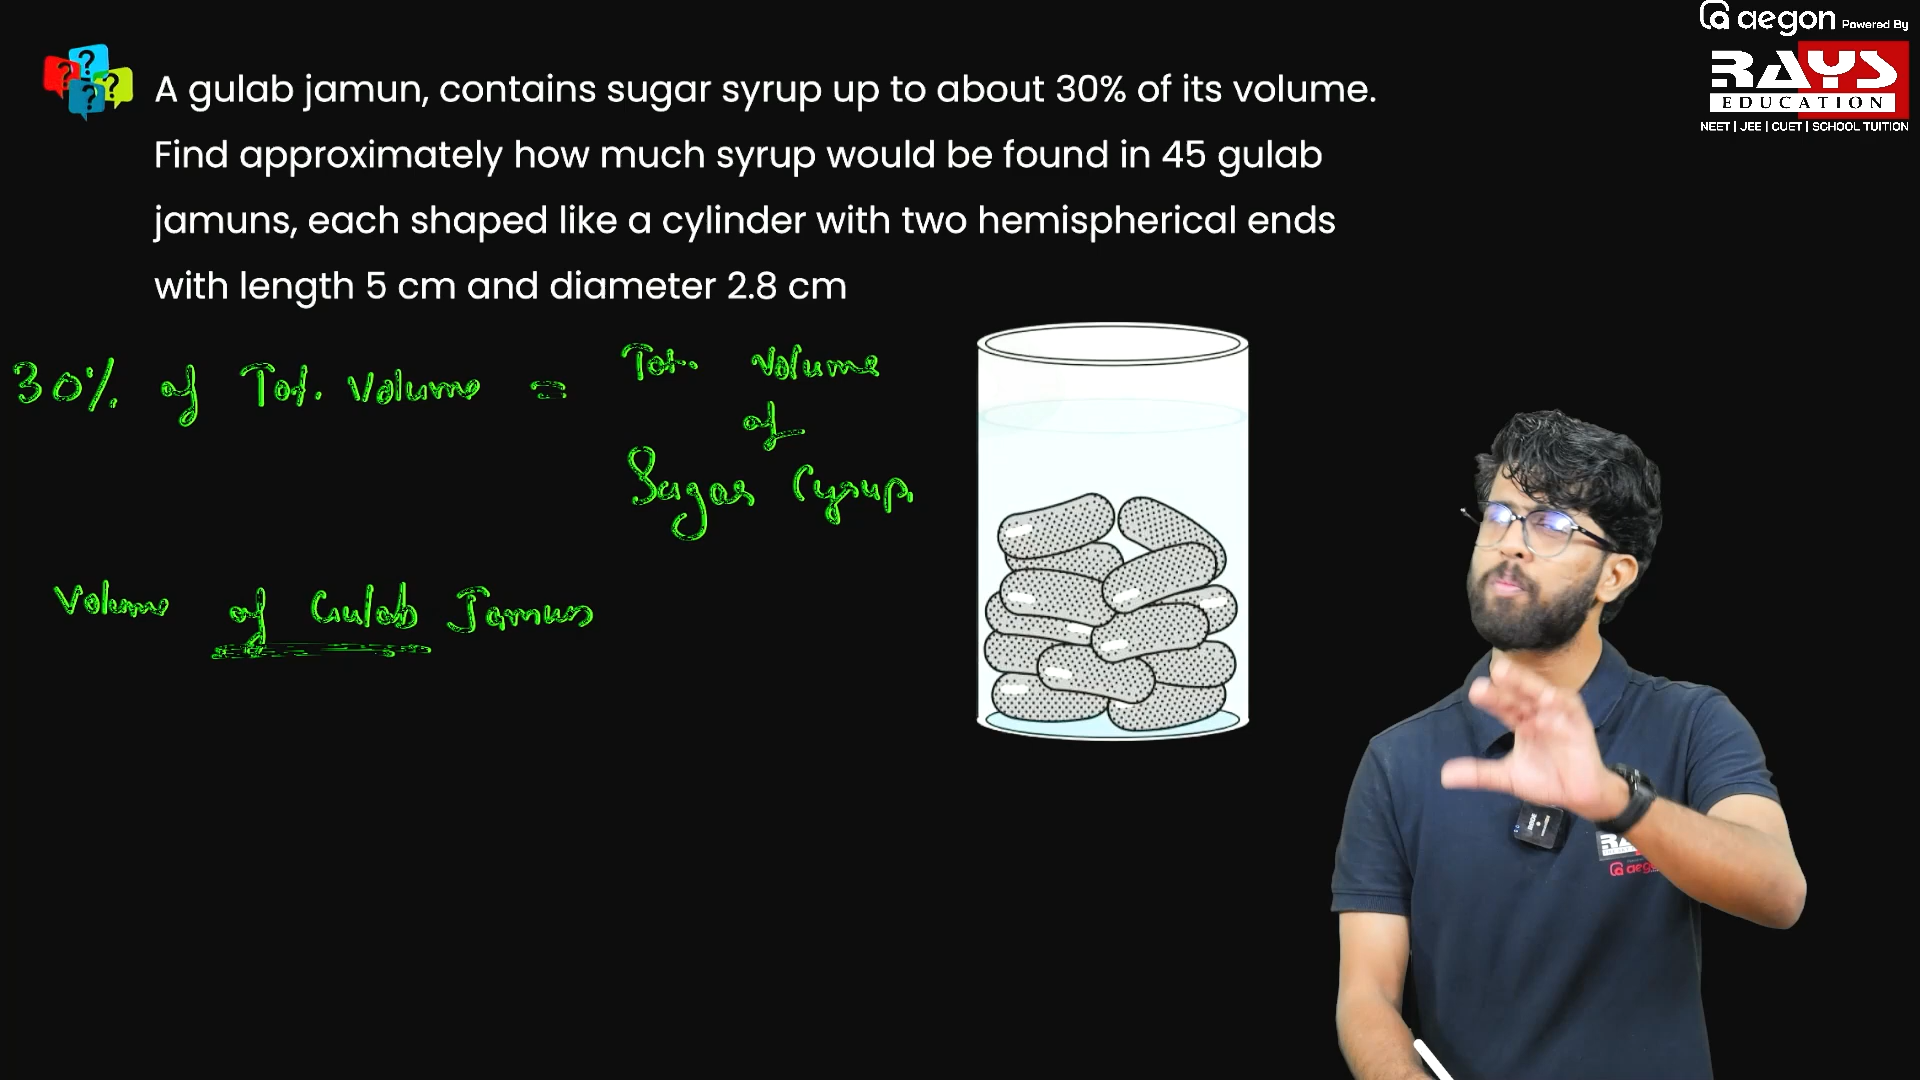 aegon Powered By
RAYS
EDUCATION
NEET | JEE | CUET | SCHOOL TUITION
A gulab jamun, contains sugar syrup up to about 30% of its volume.
Find approximately how much syrup would be found in 45 gulab
jamuns, each shaped like a cylinder with two hemispherical ends
with length 5 cm and diameter 2.8 cm
30% of Tot. Volume = Tot. Volume
of
Sugar Cyrup.
Volume of Gulab Jamun